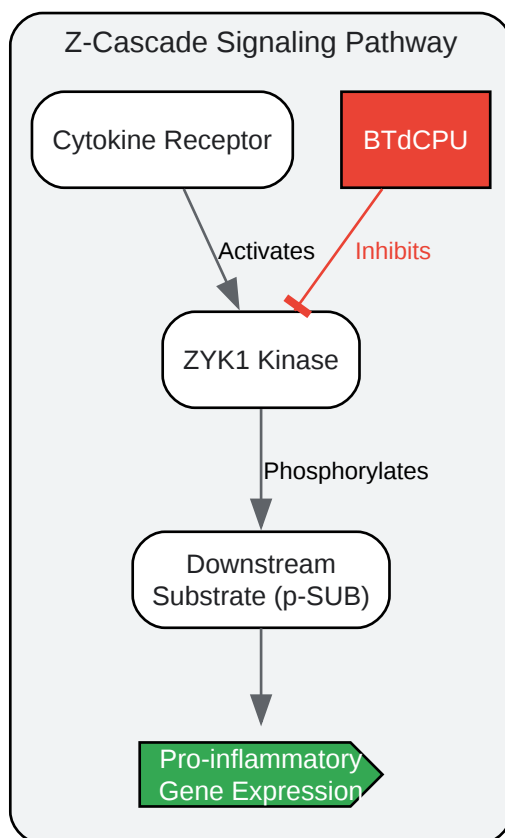 Z-Cascade Signaling Pathway
Cytokine Receptor
BTdCPU
Activates
Inhibits
ZYK1 Kinase
Phosphorylates
Downstream
Substrate (p-SUB)
Pro-inflammatory
Gene Expression